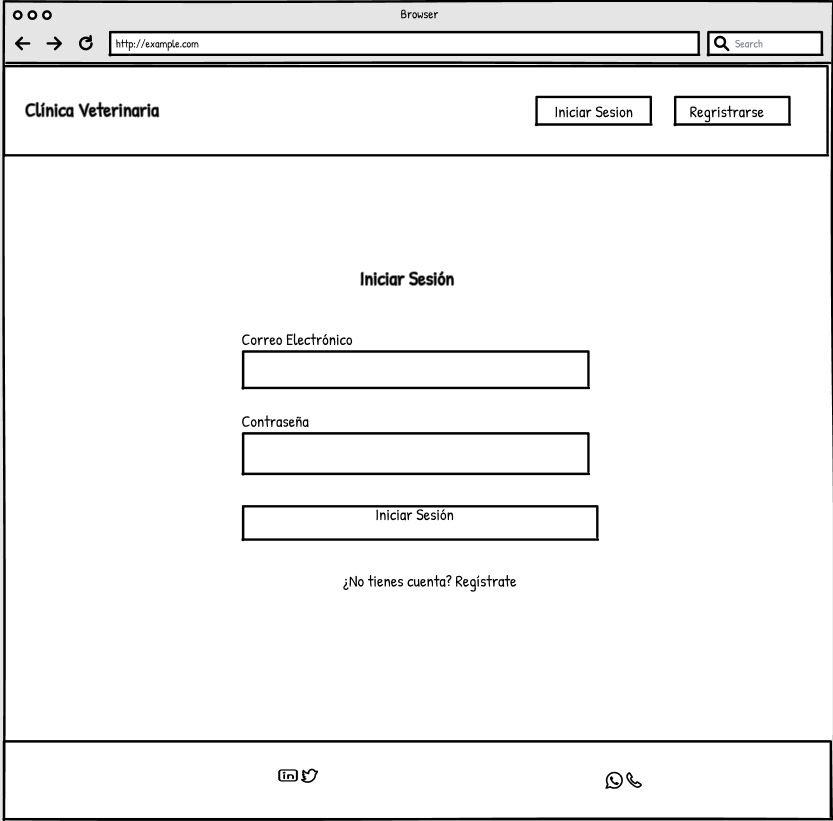 Browser
http://example.com
Search
Clínica Veterinaria
Iniciar Sesion
Regristrarse
Iniciar Sesión
Correo Electrónico
Contraseña
Iniciar Sesión
¿No tienes cuenta? Regístrate
in